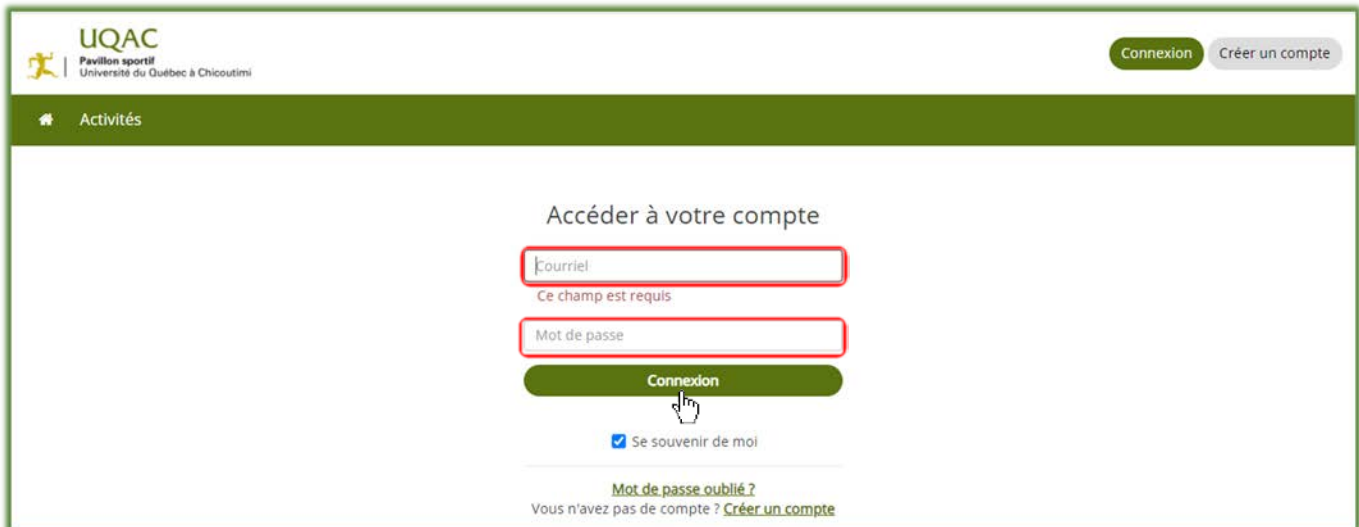 UQAC
Pavillon sportif
Université du Québec à Chicoutimi
Connexion
Créer un compte
Activités
Accéder à votre compte
Courriel
Ce champ est requis
Mot de passe
Connexion
Se souvenir de moi
Mot de passe oublié ?
Vous n'avez pas de compte ? Créer un compte